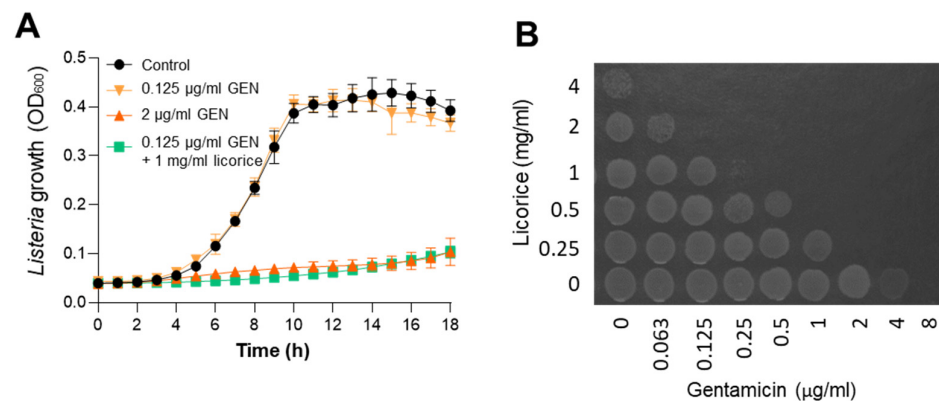 A
0.5
0.4
0.3
0.2
0.1
0.0
Listeria growth (OD600)
Control
0.125 µg/ml GEN
2 µg/ml GEN
0.125 µg/ml GEN
+ 1 mg/ml licorice
0 2 4 6 8 10 12 14 16 18
Time (h)
B
Licorice (mg/ml)
4
2
1
0.5
0.25
0
0 0.063 0.125 0.25 0.5 1 2 4 8
Gentamicin (µg/ml)